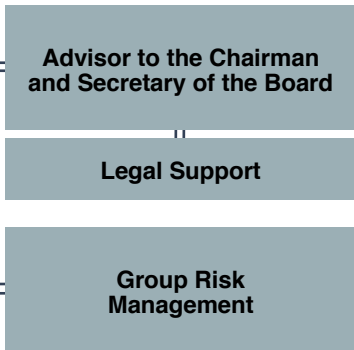 Advisor to the Chairman
and Secretary of the Board
Legal Support
Group Risk
Management